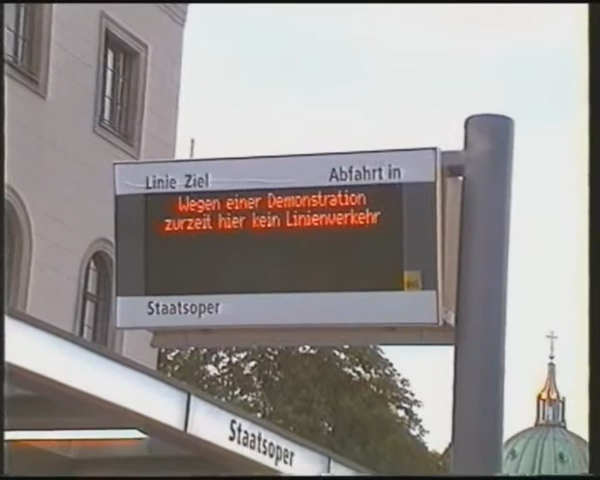 Linie Ziel Abfahrt in
Wegen einer Demonstration
zurzeit hier kein Linienverkehr
Staatsoper
Staatsoper